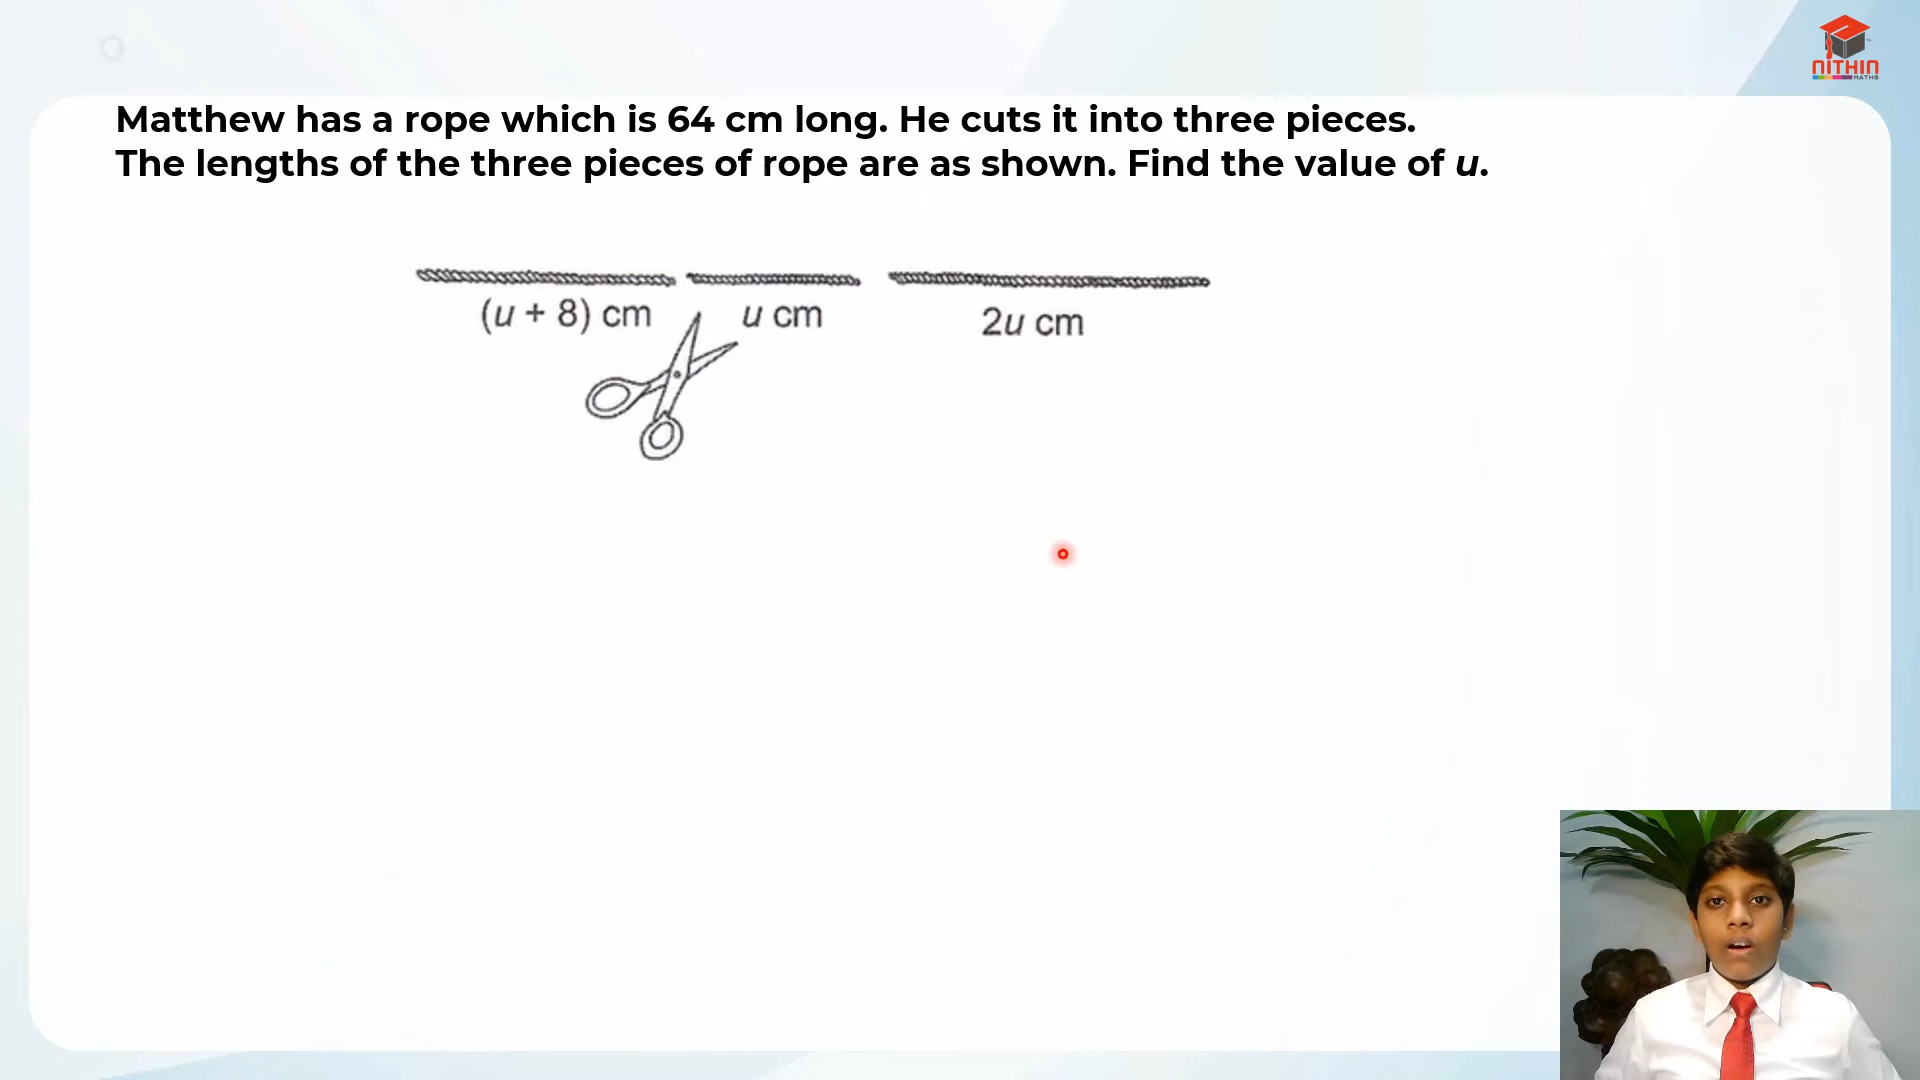 NITHIN
MATHS
Matthew has a rope which is 64 cm long. He cuts it into three pieces.
The lengths of the three pieces of rope are as shown. Find the value of u.
(u + 8) cm
u cm
2u cm